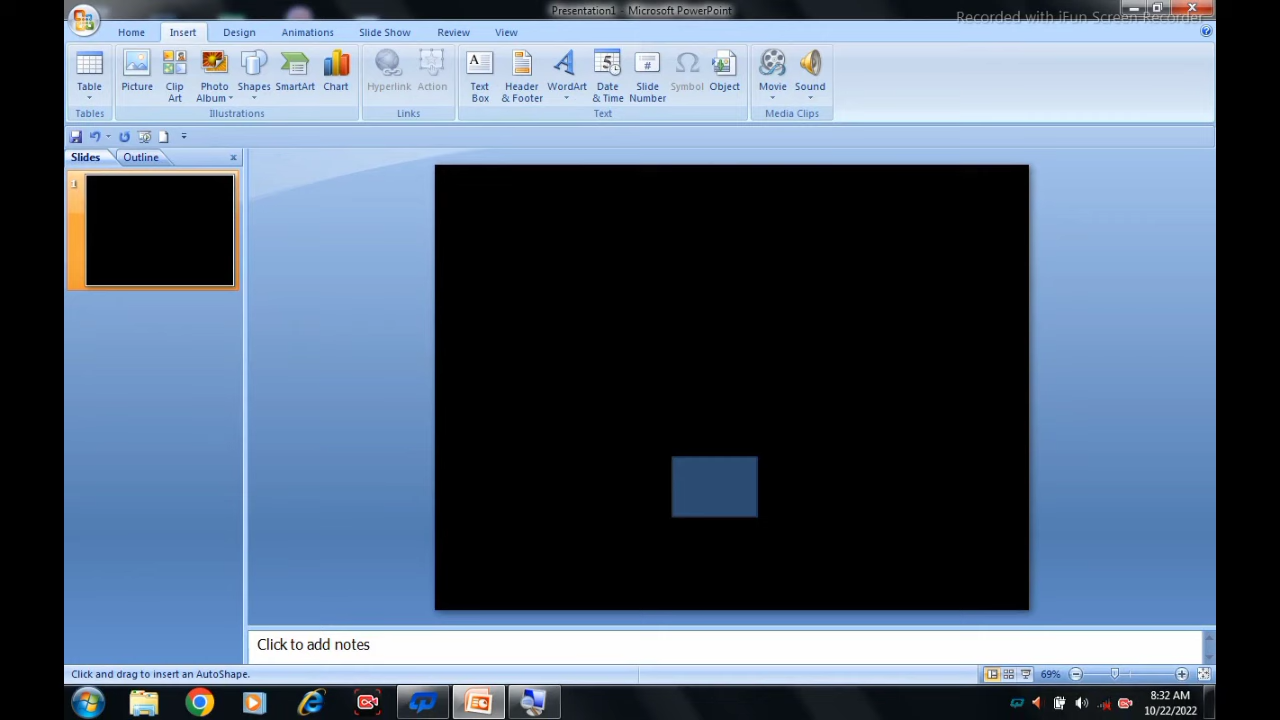 Presentation1 - Microsoft PowerPoint
Recorded with iFun Screen Recorder
Home Insert Design Animations Slide Show Review View
Table Picture Clip Art Photo Album Shapes SmartArt Chart Hyperlink Action Text Box Header & Footer WordArt Date & Time Slide Number Symbol Object Movie Sound
Tables Illustrations Links Text Media Clips
Slides Outline
1
Click to add notes
Click and drag to insert an AutoShape.
69%
8:32 AM
10/22/2022